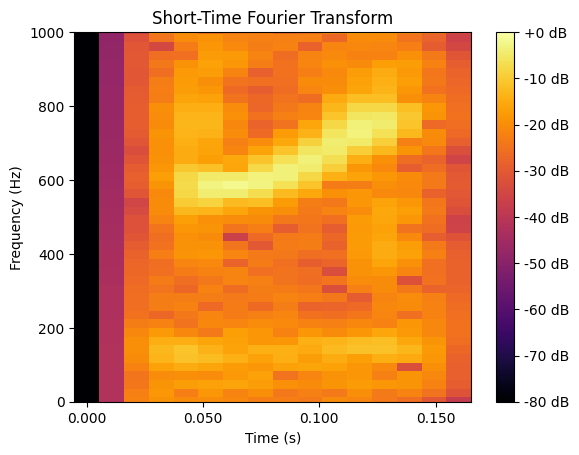 Short-Time Fourier Transform
1000
800
600
400
200
0
Frequency (Hz)
0.000
0.050
0.100
0.150
Time (s)
+0 dB
-10 dB
-20 dB
-30 dB
-40 dB
-50 dB
-60 dB
-70 dB
-80 dB